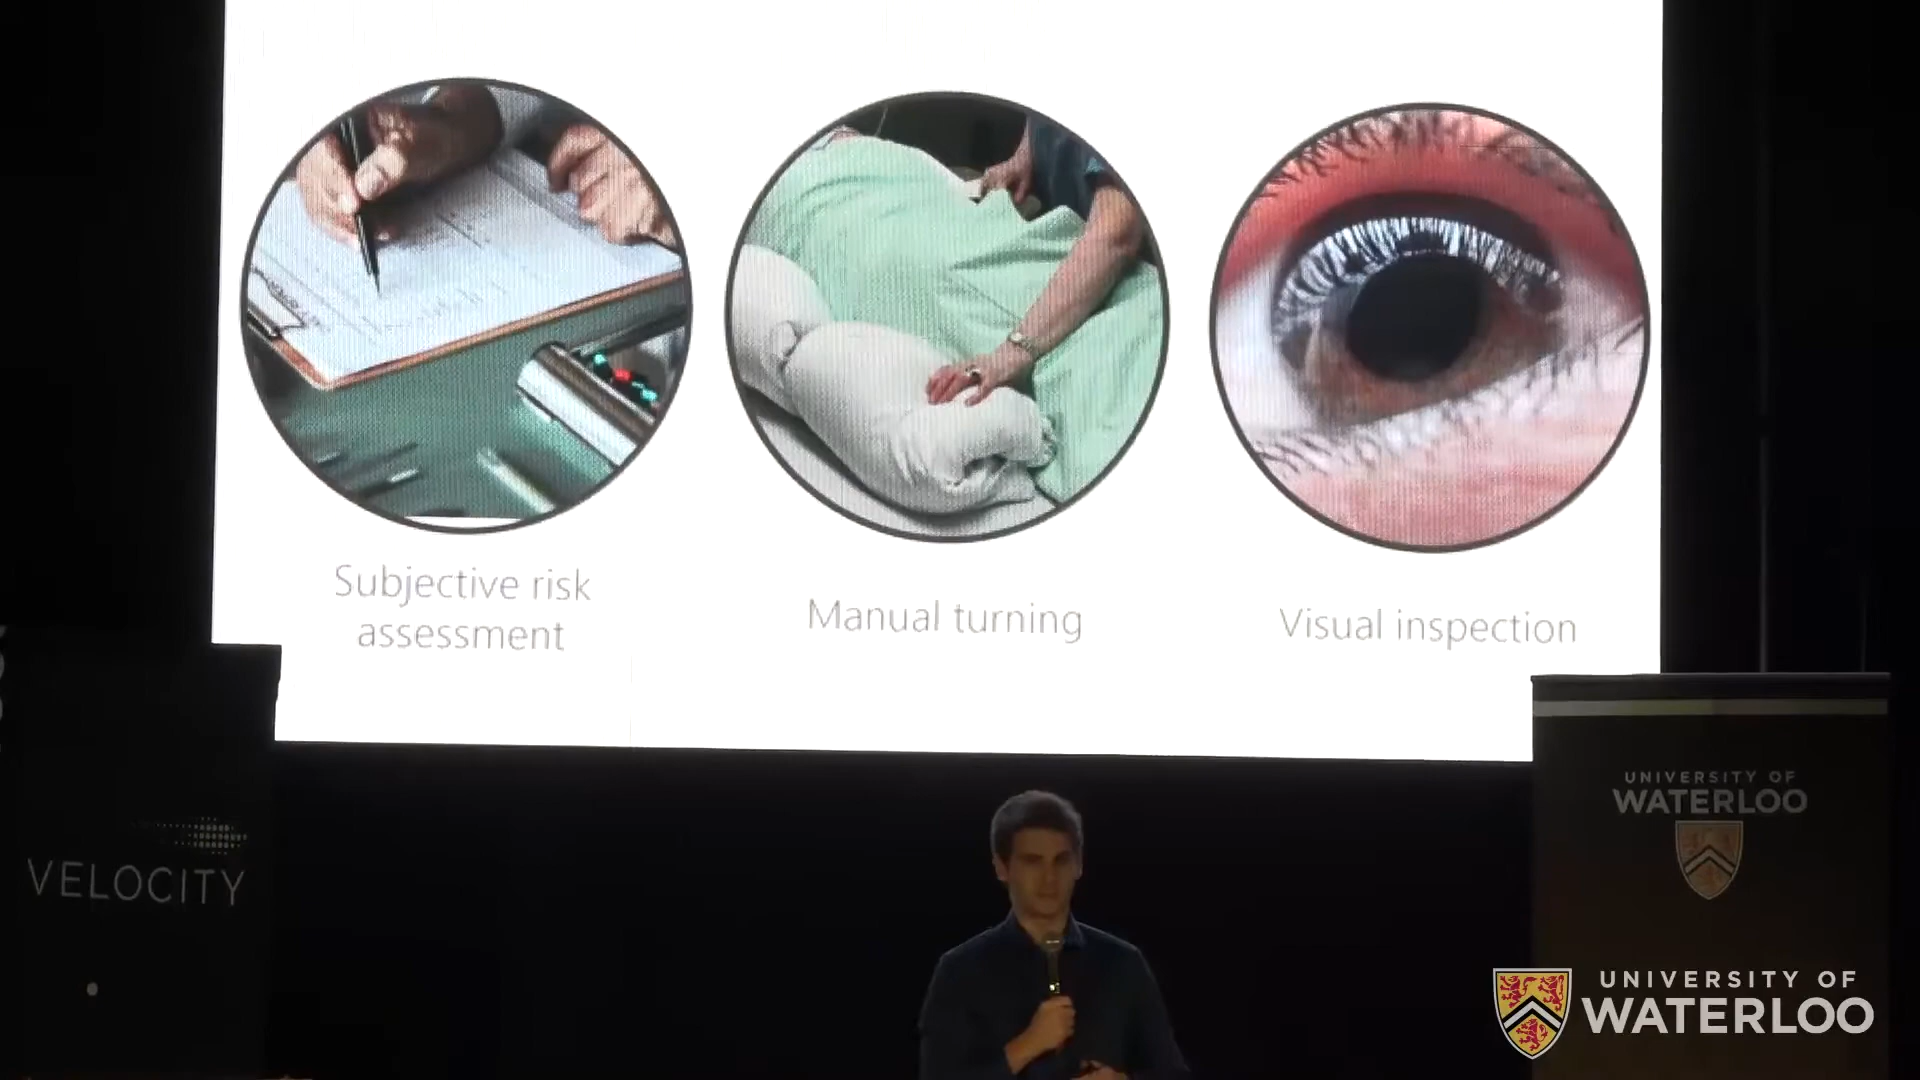 Subjective risk
assessment
Manual turning
Visual inspection
VELOCITY
UNIVERSITY OF
WATERLOO
UNIVERSITY OF
WATERLOO